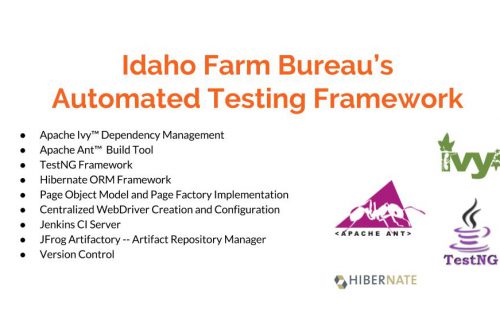 Idaho Farm Bureau's
Automated Testing Framework
● Apache Ivy™ Dependency Management
● Apache Ant™ Build Tool
● TestNG Framework
● Hibernate ORM Framework
● Page Object Model and Page Factory Implementation
● Centralized WebDriver Creation and Configuration
● Jenkins CI Server
● JFrog Artifactory -- Artifact Repository Manager
● Version Control
ivy
<APACHE ANT>
TestNG
HIBERNATE